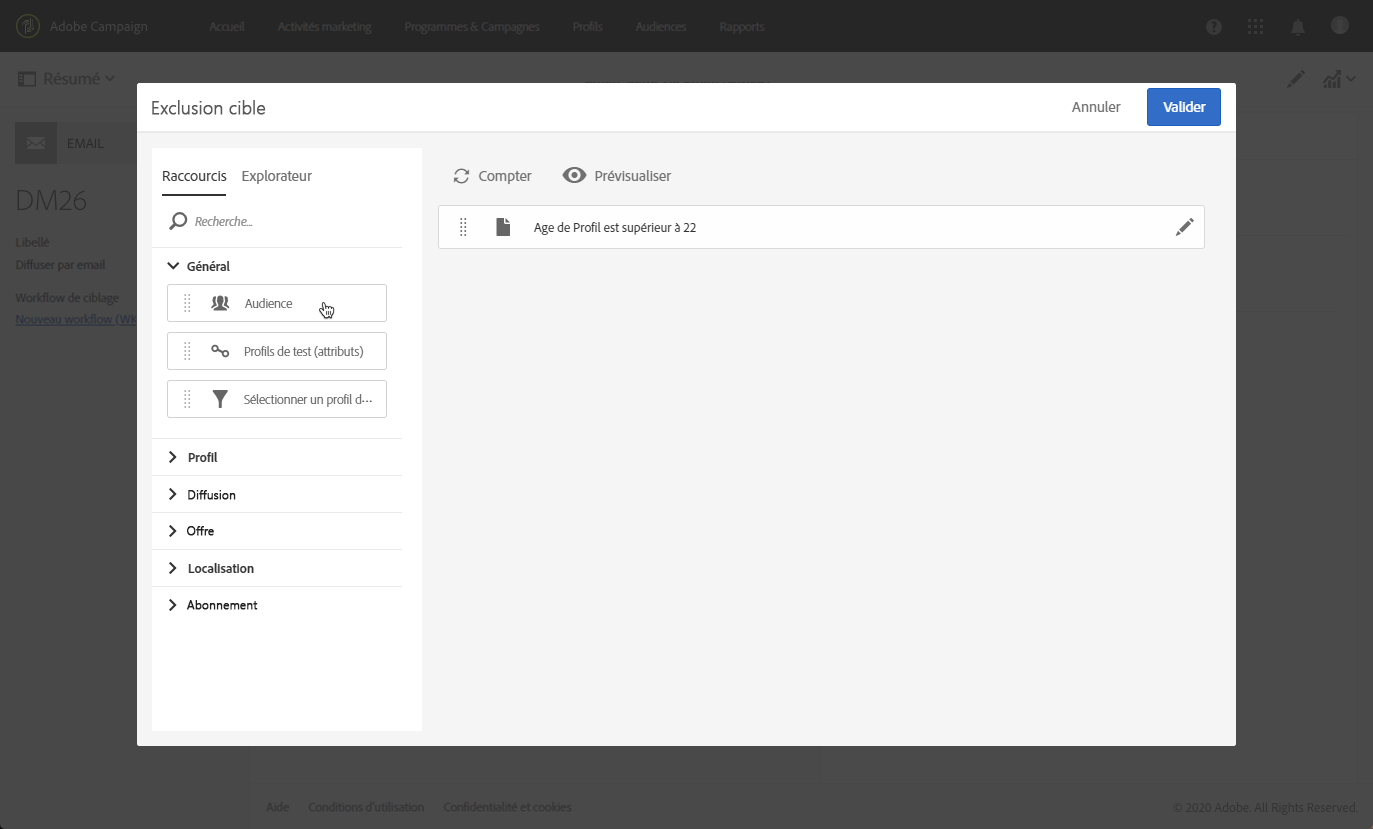 Adobe Campaign Accueil Activités marketing Programmes & Campagnes Profils Audiences Rapports
Résumé
Exclusion cible Annuler Valider
EMAIL
DM26
Libellé
Diffuser par email
Workflow de ciblage
Nouveau workflow (WK
Raccourcis Explorateur
Recherche...
Général
Audience
Profils de test (attributs)
Sélectionner un profil d···
Profil
Diffusion
Offre
Localisation
Abonnement
Compter Prévisualiser
Age de Profil est supérieur à 22
Aide Conditions d'utilisation Confidentialité et cookies © 2020 Adobe. All Rights Reserved.